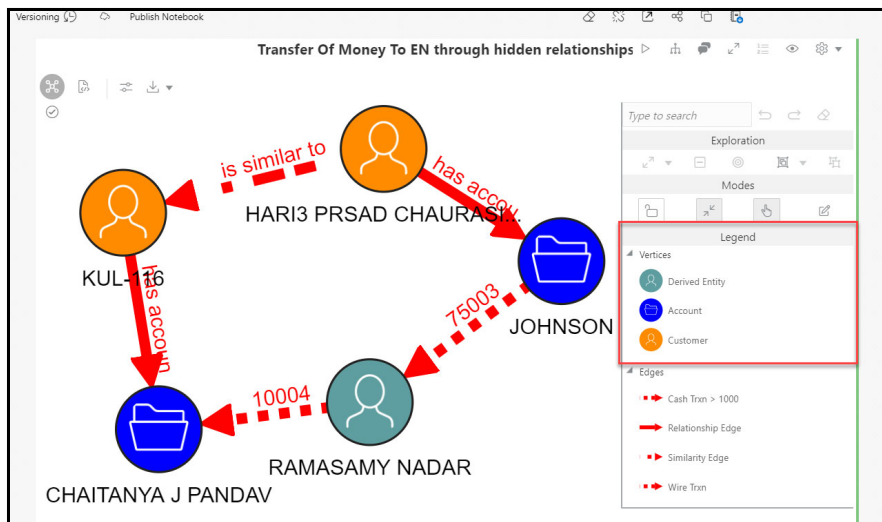 Versioning
Publish Notebook
Transfer Of Money To EN through hidden relationships
Type to search
Exploration
Modes
Legend
Vertices
Derived Entity
Account
Customer
Edges
Cash Trxn > 1000
Relationship Edge
Similarity Edge
Wire Trxn
is similar to
HARI3 PRSAD CHAURASI...
has accou
KUL-116
has accoun
75003
JOHNSON
10004
RAMASAMY NADAR
CHAITANYA J PANDAV